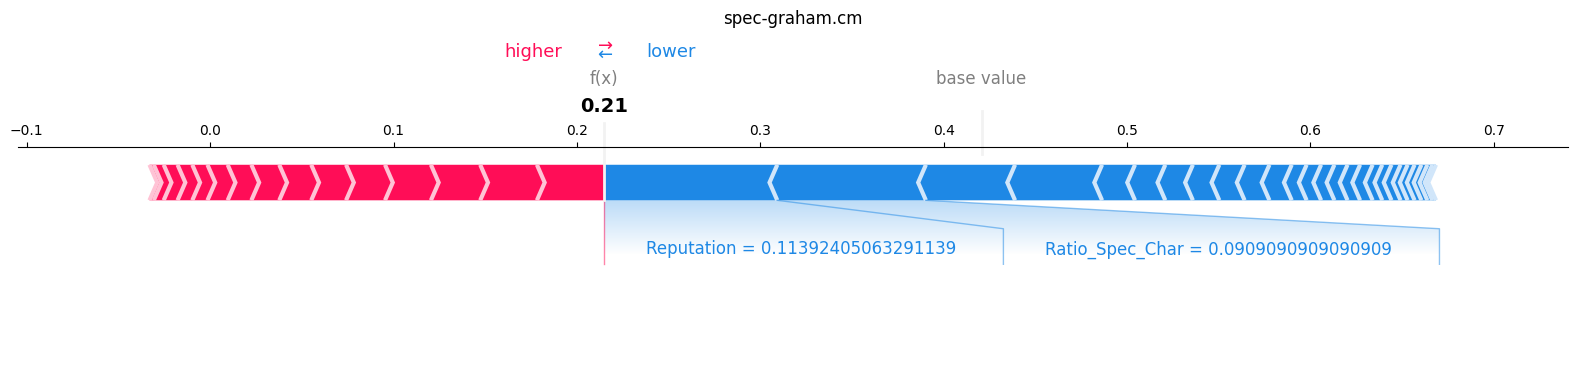 spec-graham.cm
higher ⇄ lower
f(x) base value
0.21
−0.1 0.0 0.1 0.2 0.3 0.4 0.5 0.6 0.7
Reputation = 0.11392405063291139 Ratio_Spec_Char = 0.0909090909090909